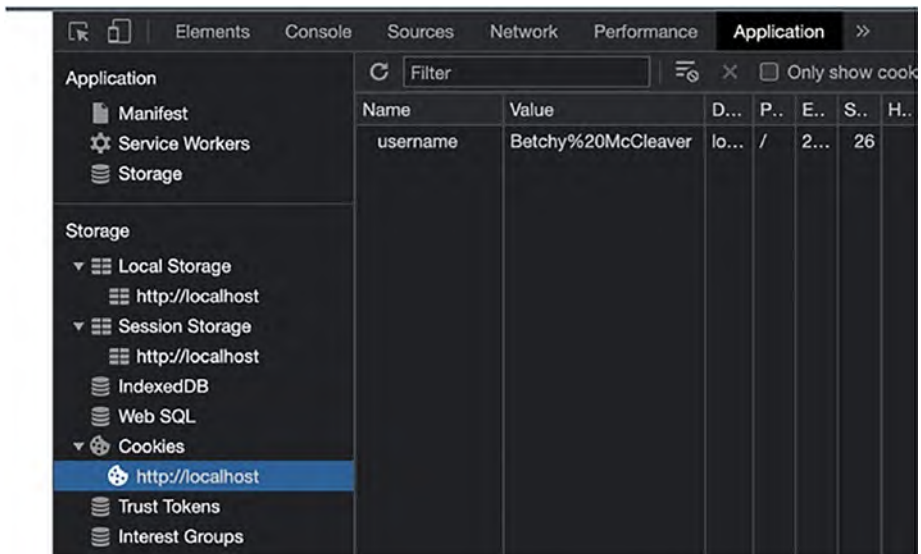 Elements Console Sources Network Performance Application »
Application
Manifest
Service Workers
Storage
Storage
Local Storage
http://localhost
Session Storage
http://localhost
IndexedDB
Web SQL
Cookies
http://localhost
Trust Tokens
Interest Groups
Filter Only show cook
Name Value D... P.. E.. S.. H..
username Betchy%20McCleaver lo... / 2... 26